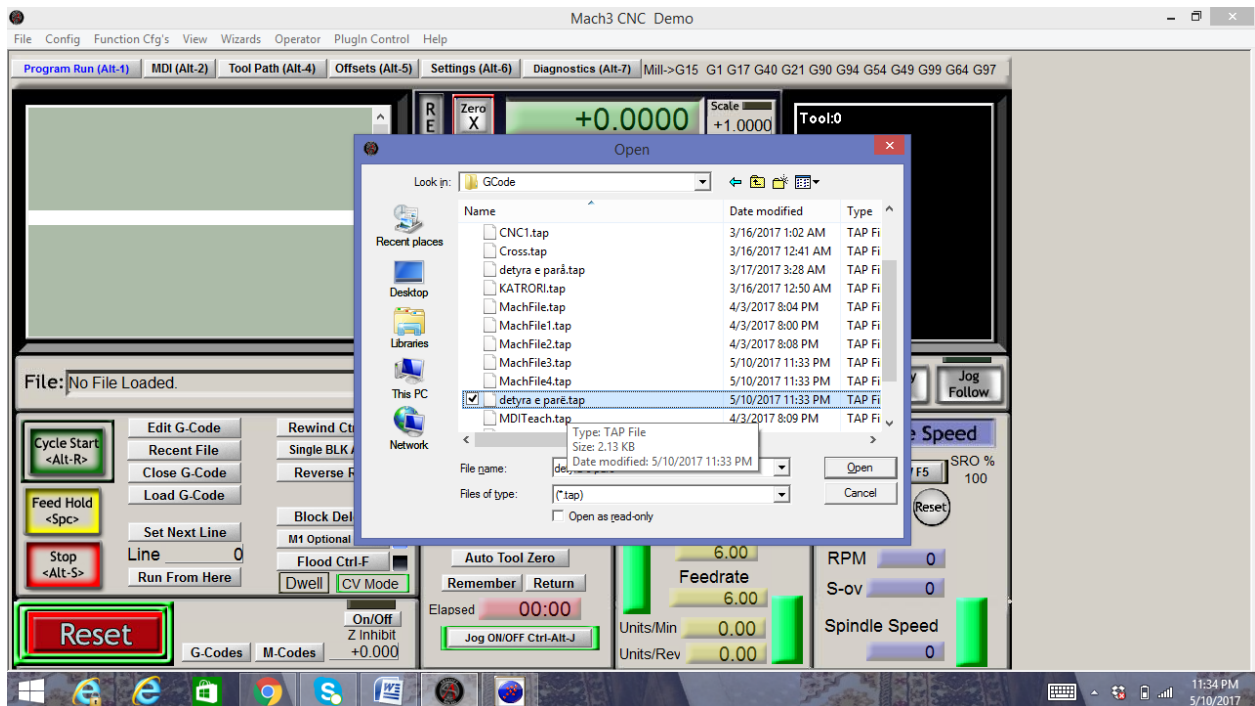 Mach3 CNC Demo
File Config Function Cfg's View Wizards Operator PlugIn Control Help
Program Run (Alt-1) MDI (Alt-2) Tool Path (Alt-4) Offsets (Alt-5) Settings (Alt-6) Diagnostics (Alt-7) Mill->G15 G1 G17 G40 G21 G90 G94 G54 G49 G99 G64 G97
R
E
Zero
X
+0.0000
Scale
+1.0000
Tool:0
Open
Look in: GCode
Recent places
Desktop
Libraries
This PC
Network
Name Date modified Type
CNC1.tap 3/16/2017 1:02 AM TAP Fi
Cross.tap 3/16/2017 12:41 AM TAP Fi
detyra e parå.tap 3/17/2017 3:28 AM TAP Fi
KATRORI.tap 3/16/2017 12:50 AM TAP Fi
MachFile.tap 4/3/2017 8:04 PM TAP Fi
MachFile1.tap 4/3/2017 8:00 PM TAP Fi
MachFile2.tap 4/3/2017 8:08 PM TAP Fi
MachFile3.tap 5/10/2017 11:33 PM TAP Fi
MachFile4.tap 5/10/2017 11:33 PM TAP Fi
detyra e parë.tap 5/10/2017 11:33 PM TAP Fi
MDITeach.tap 4/3/2017 8:09 PM TAP Fi
Type: TAP File
Size: 2.13 KB
Date modified: 5/10/2017 11:33 PM
File name:
Open
Files of type: (*.tap)
Cancel
Open as read-only
File: No File Loaded.
Jog
Follow
Cycle Start
<Alt-R>
Feed Hold
<Spc>
Stop
<Alt-S>
Edit G-Code
Recent File
Close G-Code
Load G-Code
Set Next Line
Line 0
Run From Here
Rewind
Single BLK
Reverse
Block
M1 Optional
Flood Ctrl-F
Dwell CV Mode
Reset
G-Codes M-Codes
On/Off
Z Inhibit
+0.000
Auto Tool Zero
Remember Return
Elapsed 00:00
Jog ON/OFF Ctrl-Alt-J
6.00
Feedrate
6.00
Units/Min 0.00
Units/Rev 0.00
Speed
F5
SRO %
100
Reset
RPM 0
S-ov 0
Spindle Speed
0
11:34 PM
5/10/2017